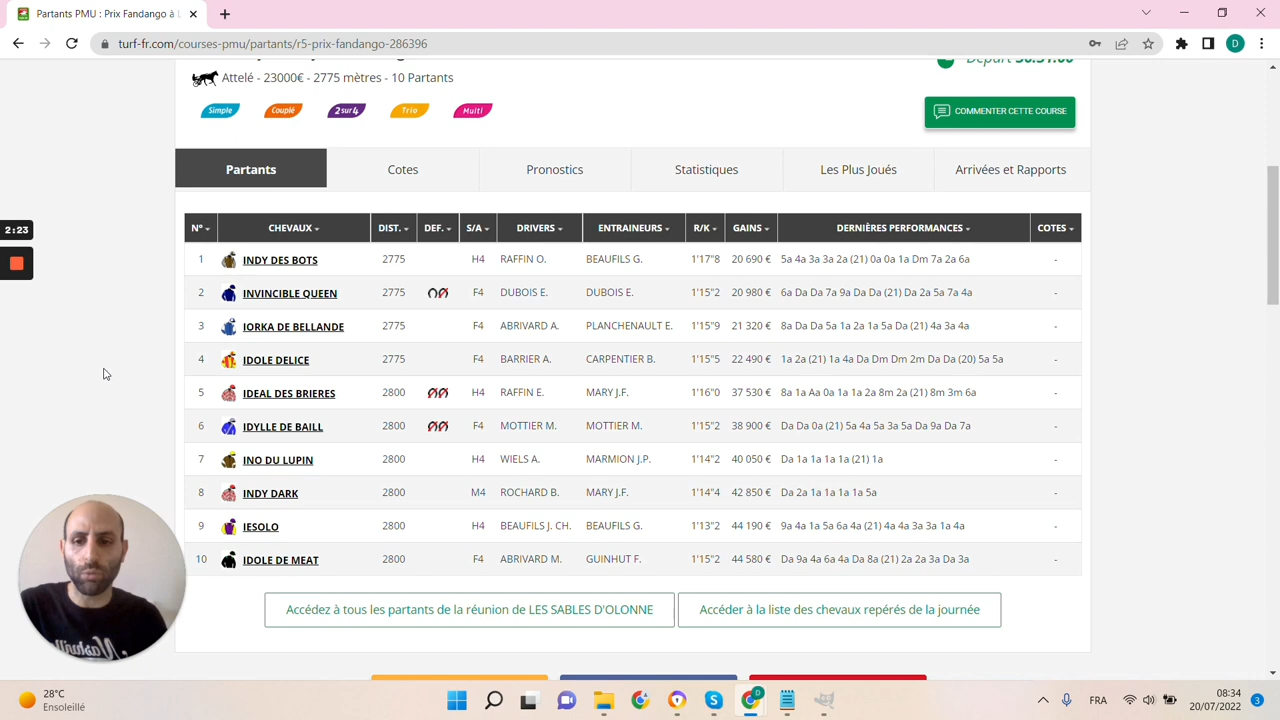 Partants PMU : Prix Fandango à L
turf-fr.com/courses-pmu/partants/r5-prix-fandango-286396
D
Attelé - 23000€ - 2775 mètres - 10 Partants
Simple Couplé 2sur4 Trio Multi
COMMENTER CETTE COURSE
Partants Cotes Pronostics Statistiques Les Plus Joués Arrivées et Rapports
2:23
N° CHEVAUX DIST. DEF. S/A DRIVERS ENTRAINEURS R/K GAINS DERNIÈRES PERFORMANCES COTES
1 INDY DES BOTS 2775 H4 RAFFIN O. BEAUFILS G. 1'17"8 20 690 € 5a 4a 3a 3a 2a (21) 0a 0a 1a Dm 7a 2a 6a -
2 INVINCIBLE QUEEN 2775 F4 DUBOIS E. DUBOIS E. 1'15"2 20 980 € 6a Da Da 7a 9a Da Da (21) Da 2a 5a 7a 4a -
3 IORKA DE BELLANDE 2775 F4 ABRIVARD A. PLANCHENAULT E. 1'15"9 21 320 € 8a Da Da 5a 1a 2a 1a 5a Da (21) 4a 3a 4a -
4 IDOLE DELICE 2775 F4 BARRIER A. CARPENTIER B. 1'15"5 22 490 € 1a 2a (21) 1a 4a Da Dm Dm 2m Da Da (20) 5a 5a -
5 IDEAL DES BRIERES 2800 H4 RAFFIN E. MARY J.F. 1'16"0 37 530 € 8a 1a Aa 0a 1a 1a 2a 8m 2a (21) 8m 3m 6a -
6 IDYLLE DE BAILL 2800 F4 MOTTIER M. MOTTIER M. 1'15"2 38 900 € Da Da 0a (21) 5a 4a 5a 3a 5a Da 3a Da 7a -
7 INO DU LUPIN 2800 H4 WIELS A. MARMION J.P. 1'14"2 40 050 € Da 1a 1a 1a 1a (21) 1a -
8 INDY DARK 2800 M4 ROCHARD B. MARY J.F. 1'14"4 42 850 € Da 2a 1a 1a 1a 1a 5a -
9 IESOLO 2800 H4 BEAUFILS J. CH. BEAUFILS G. 1'13"2 44 190 € 9a 4a 1a 5a 6a 4a (21) 4a 4a 3a 3a 1a 4a -
10 IDOLE DE MEAT 2800 F4 ABRIVARD M. GUINHUT F. 1'15"2 44 580 € Da 9a 4a 6a 4a Da 8a (21) 2a 2a 3a Da 3a -
Accédez à tous les partants de la réunion de LES SABLES D'OLONNE Accéder à la liste des chevaux repérés de la journée
28°C
Ensoleillé
D
FRA
08:34
20/07/2022
3